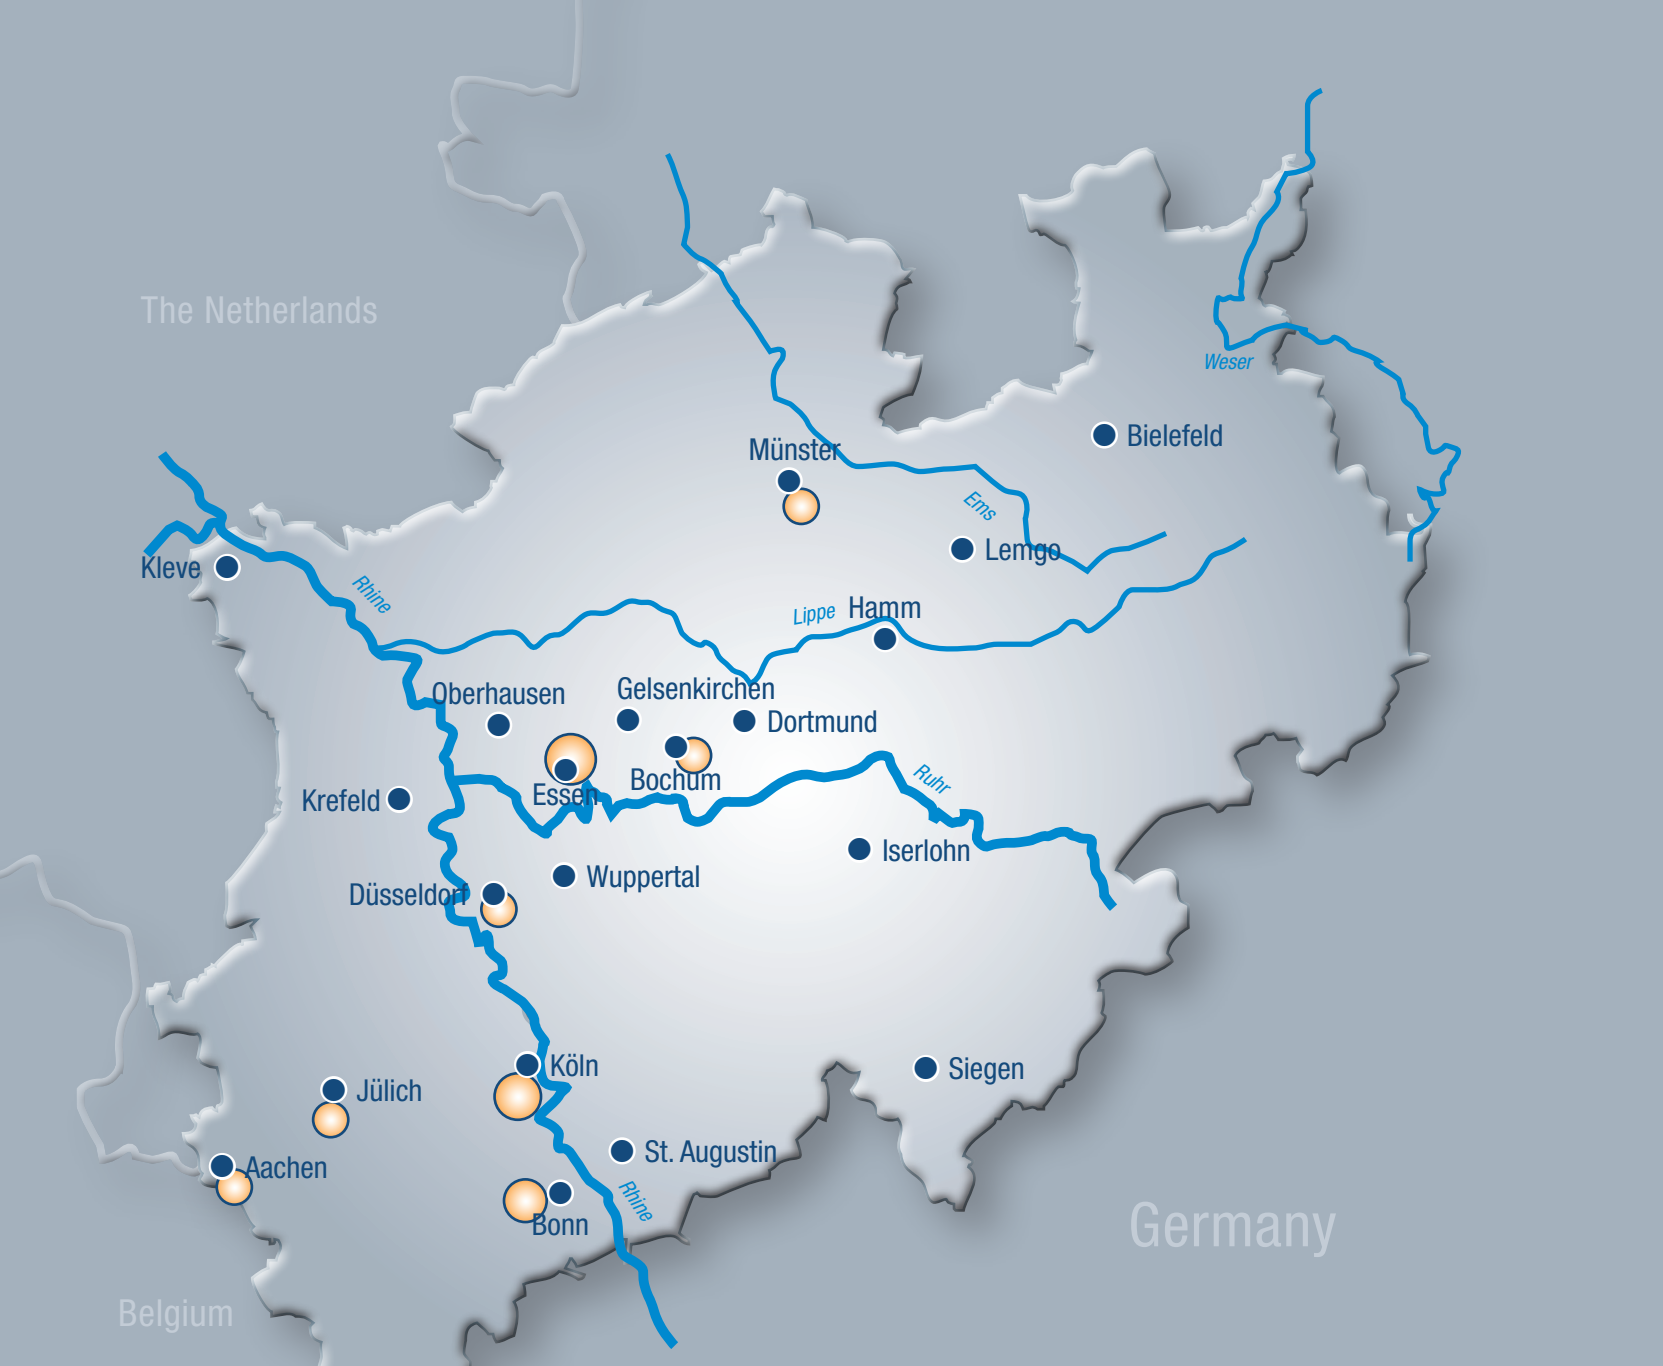 The Netherlands
Weser
Bielefeld
Münster
Ems
Lemgo
Kleve
Rhine
Lippe
Hamm
Oberhausen
Gelsenkirchen
Dortmund
Bochum
Ruhr
Essen
Krefeld
Iserlohn
Wuppertal
Düsseldorf
Köln
Siegen
Jülich
St. Augustin
Aachen
Rhine
Bonn
Germany
Belgium